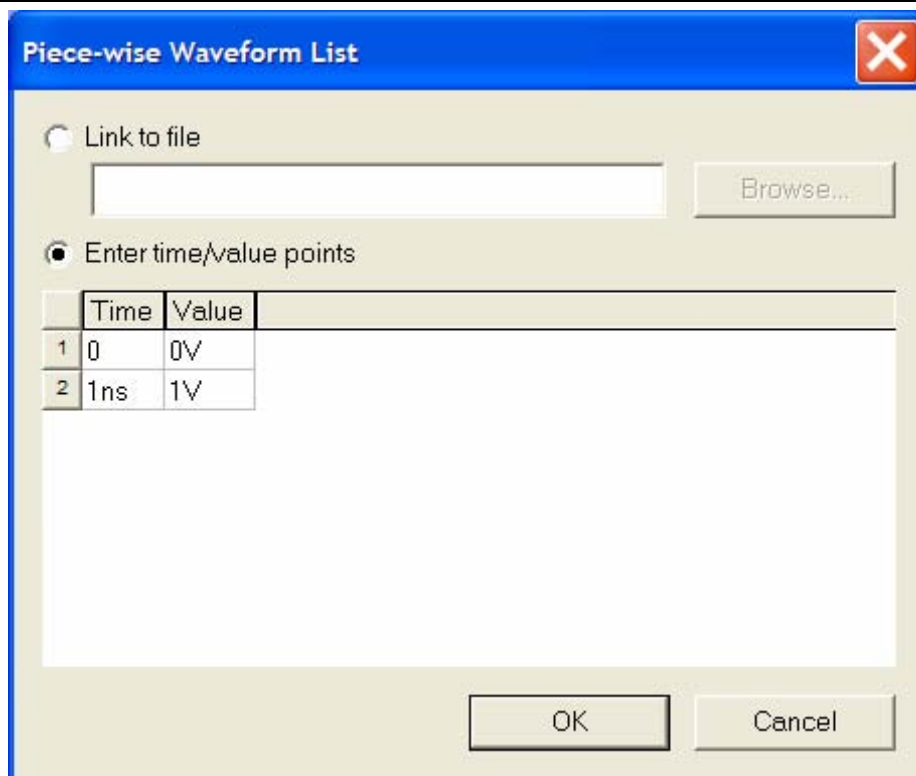 Piece-wise Waveform List
Link to file
Browse...
Enter time/value points
Time Value
1 0 0V
2 1ns 1V
OK Cancel